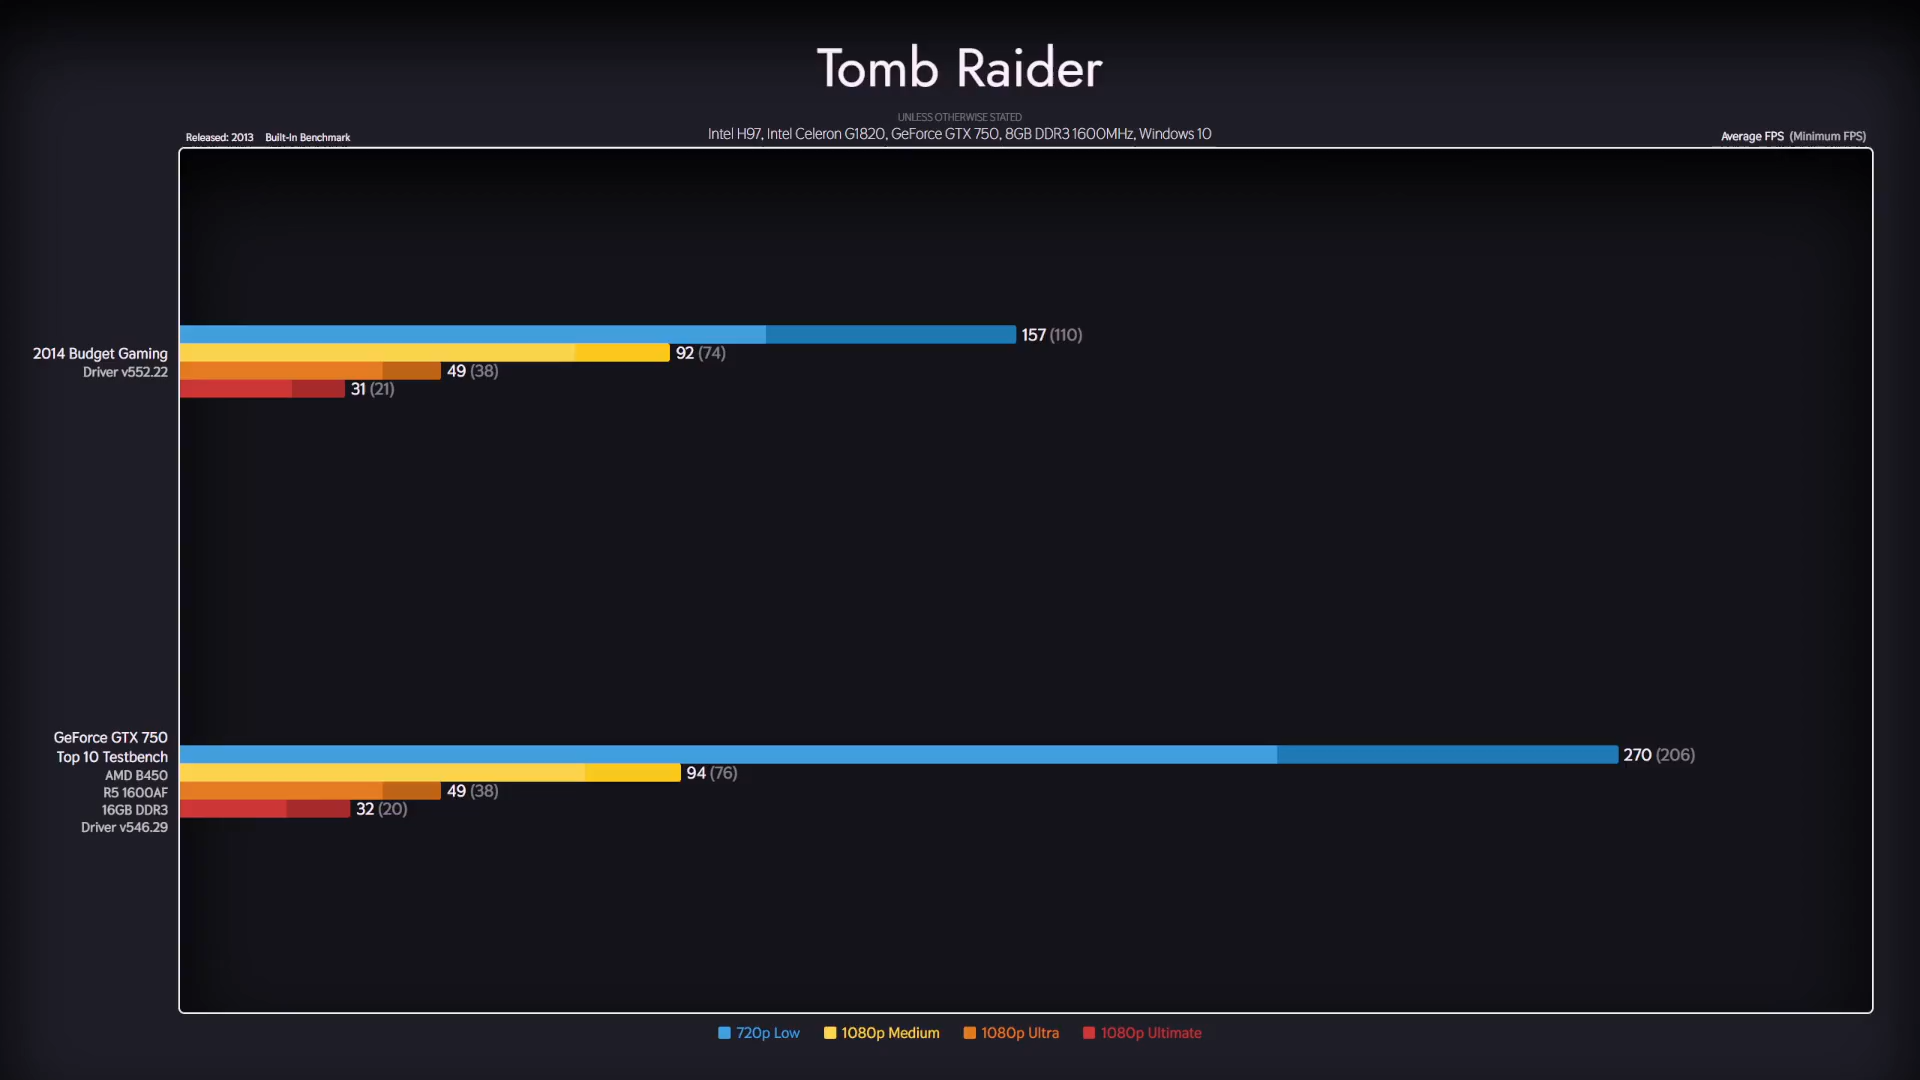 Tomb Raider
UNLESS OTHERWISE STATED
Released: 2013 Built-In Benchmark
Intel H97, Intel Celeron G1820, GeForce GTX 750, 8GB DDR3 1600MHz, Windows 10
Average FPS (Minimum FPS)
157 (110)
2014 Budget Gaming
92 (74)
Driver v552.22
49 (38)
31 (21)
GeForce GTX 750
Top 10 Testbench
270 (206)
AMD B450
94 (76)
R5 1600AF
49 (38)
16GB DDR3
32 (20)
Driver v546.29
720p Low
1080p Medium
1080p Ultra
1080p Ultimate